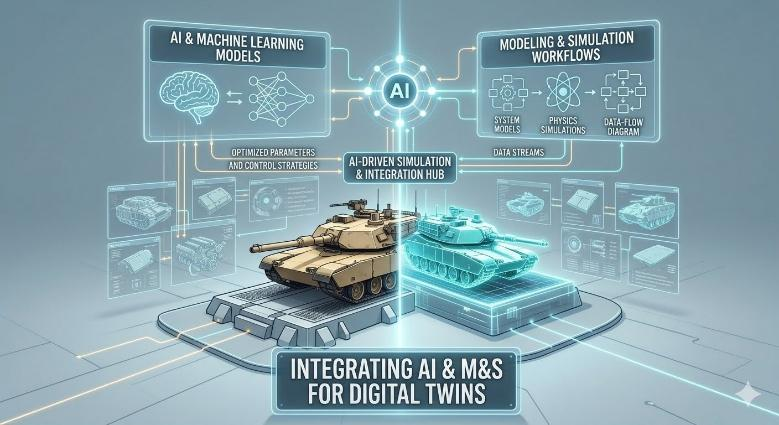 AI & MACHINE LEARNING
MODELS
AI
MODELING & SIMULATION
WORKFLOWS
SYSTEM
MODELS
PHYSICS
SIMULATIONS
DATA-FLOW
DIAGRAM
OPTIMIZED PARAMETERS
AND CONTROL STRATEGIES
AI-DRIVEN SIMULATION
& INTEGRATION HUB
DATA STREAMS
INTEGRATING AI & M&S
FOR DIGITAL TWINS